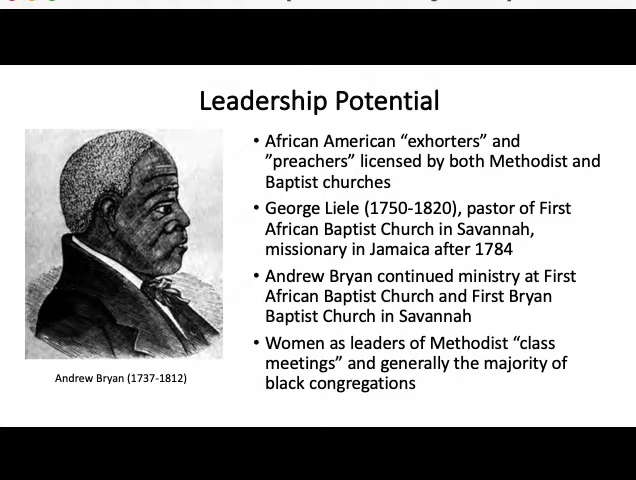 Leadership Potential
• African American “exhorters” and
”preachers” licensed by both Methodist and
Baptist churches
• George Liele (1750-1820), pastor of First
African Baptist Church in Savannah,
missionary in Jamaica after 1784
• Andrew Bryan continued ministry at First
African Baptist Church and First Bryan
Baptist Church in Savannah
• Women as leaders of Methodist “class
meetings” and generally the majority of
black congregations
Andrew Bryan (1737-1812)